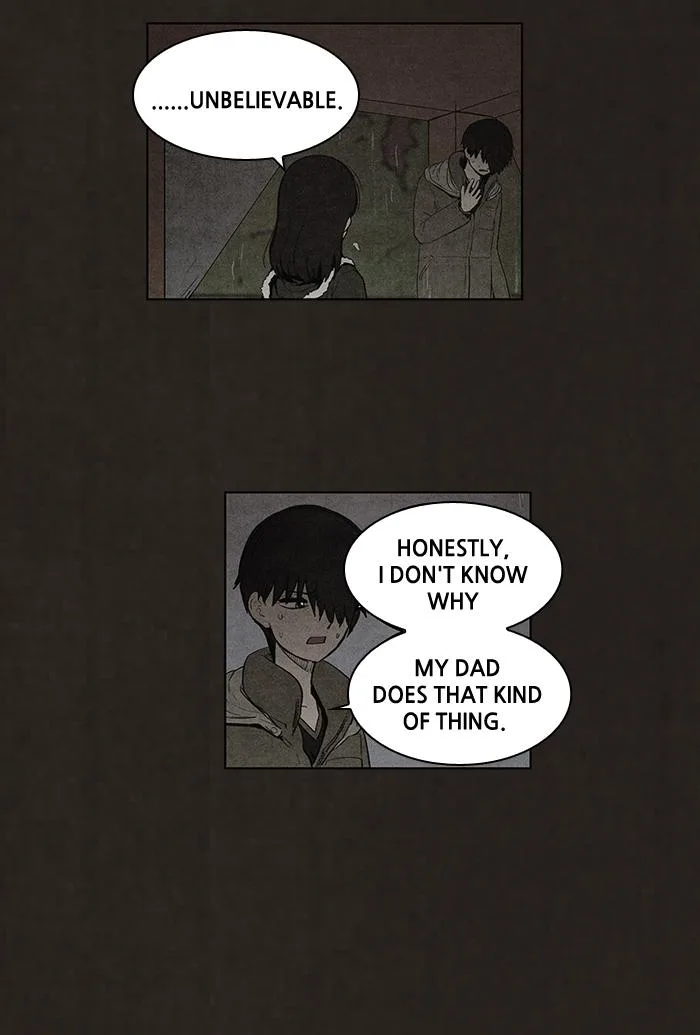 ......UNBELIEVABLE.
HONESTLY,
I DON'T KNOW
WHY
MY DAD
DOES THAT KIND
OF THING.